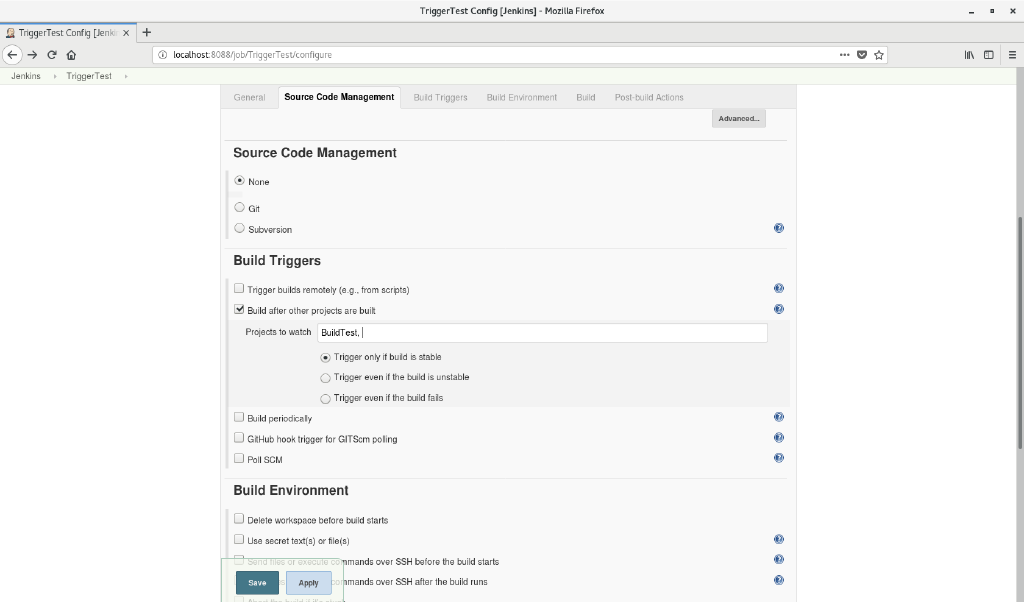 TriggerTest Config [Jenkins] - Mozilla Firefox
TriggerTest Config [Jenki
localhost:8088/job/TriggerTest/configure
Jenkins
TriggerTest
General Source Code Management Build Triggers Build Environment Build Post-build Actions
Advanced...
Source Code Management
None
Git
Subversion
Build Triggers
Trigger builds remotely (e.g., from scripts)
Build after other projects are built
Projects to watch BuildTest,
Trigger only if build is stable
Trigger even if the build is unstable
Trigger even if the build fails
Build periodically
GitHub hook trigger for GITScm polling
Poll SCM
Build Environment
Delete workspace before build starts
Use secret text(s) or file(s)
Send files or execute commands over SSH before the build starts
commands over SSH after the build runs
Save Apply